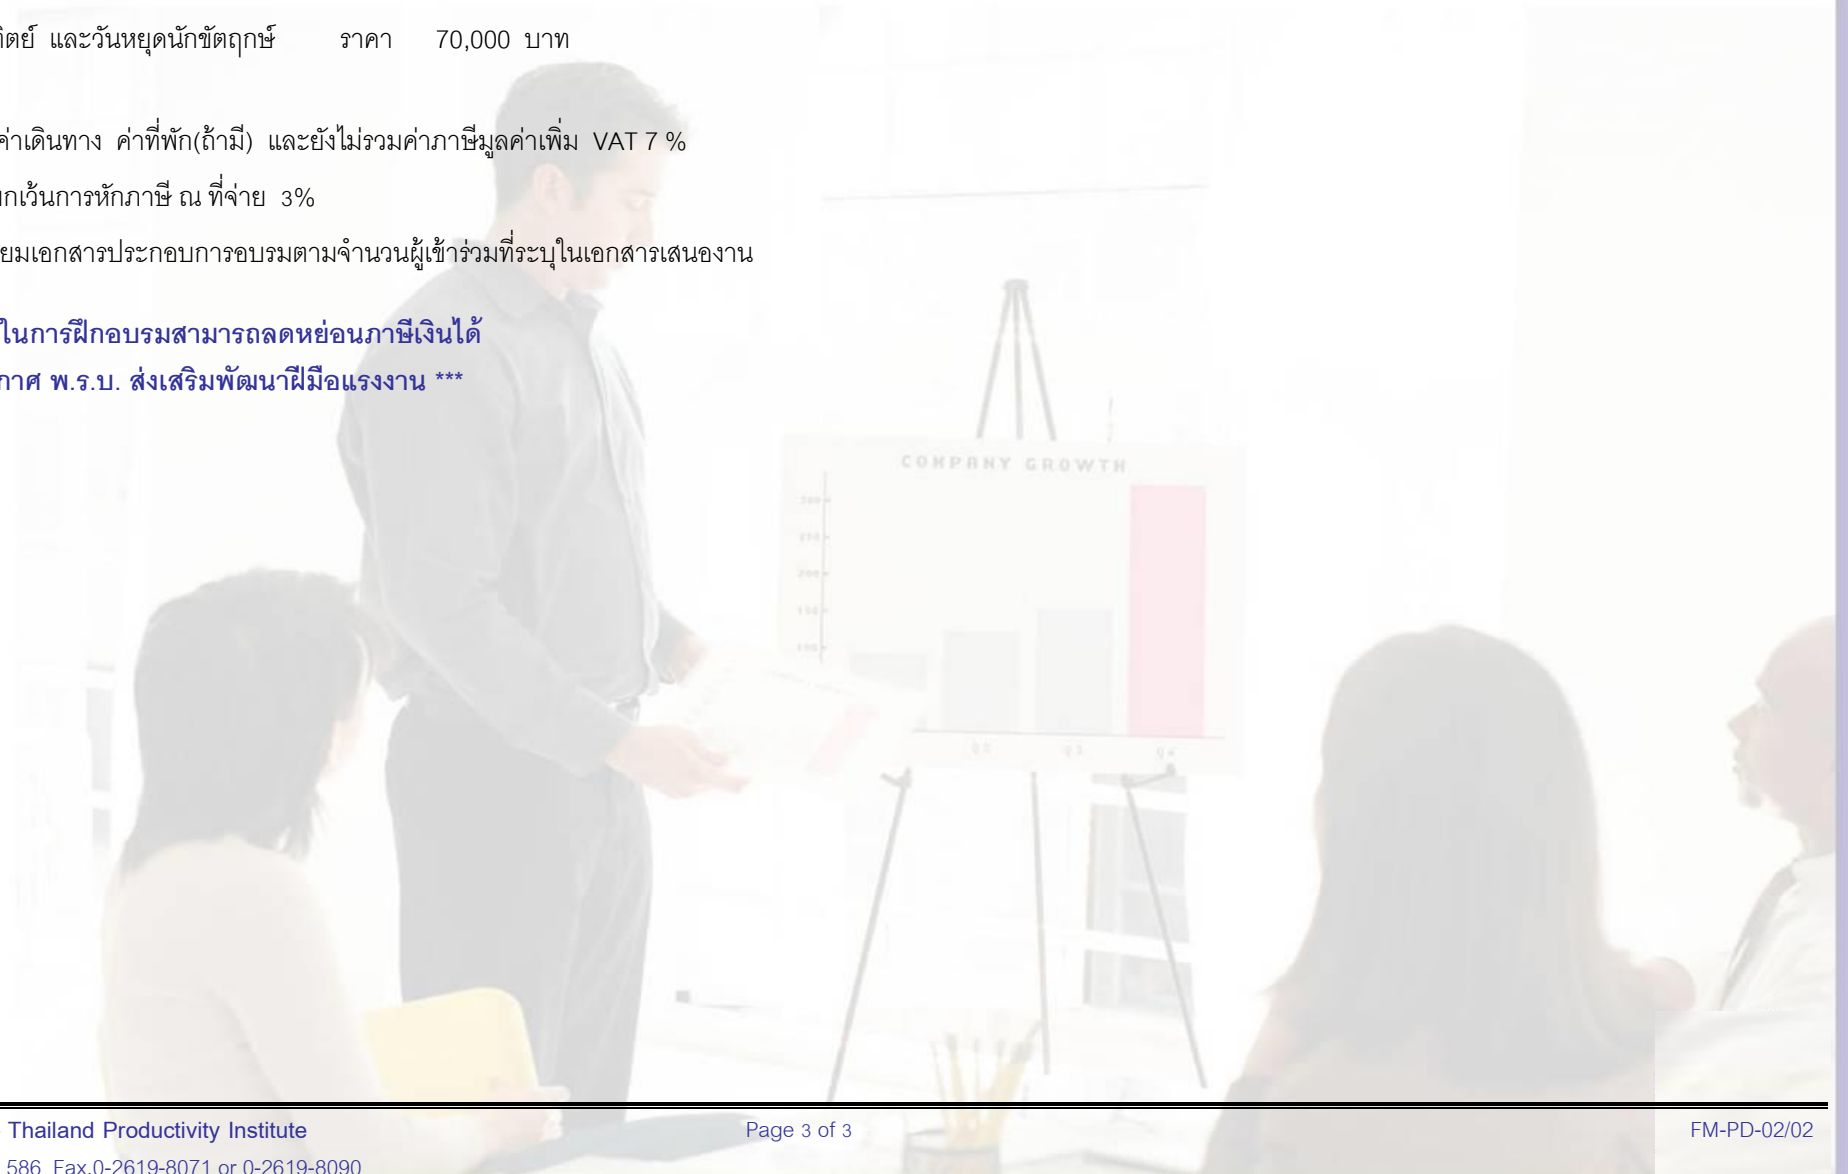 ทิตย์ และวันหยุดนักขัตฤกษ์ ราคา 70,000 บาท
ค่าเดินทาง ค่าที่พัก(ถ้ามี) และยังไม่รวมค่าภาษีมูลค่าเพิ่ม VAT 7 %
ยกเว้นการหักภาษี ณ ที่จ่าย 3%
ยมเอกสารประกอบการอบรมตามจำนวนผู้เข้าร่วมที่ระบุในเอกสารเสนองาน
ในการฝึกอบรมสามารถลดหย่อนภาษีเงินได้
กาศ พ.ร.บ. ส่งเสริมพัฒนาฝีมือแรงงาน ***
COMPANY GROWTH
300
250
200
150
100
Q2 Q3 Q4
Thailand Productivity Institute Page 3 of 3 FM-PD-02/02
586 Fax.0-2619-8071 or 0-2619-8090